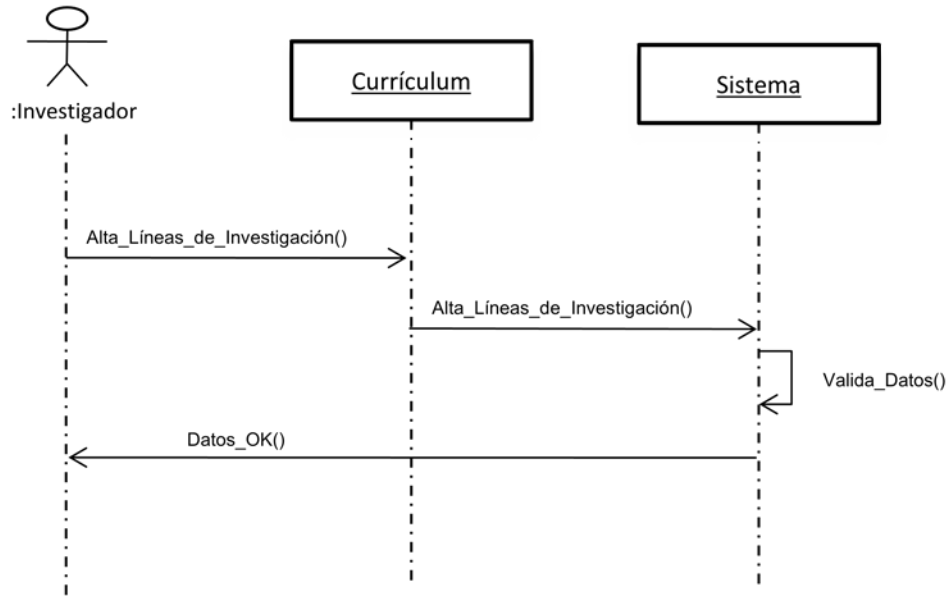 Currículum
Sistema
:Investigador
Alta_Líneas_de_Investigación()
Alta_Líneas_de_Investigación()
Valida_Datos()
Datos_OK()